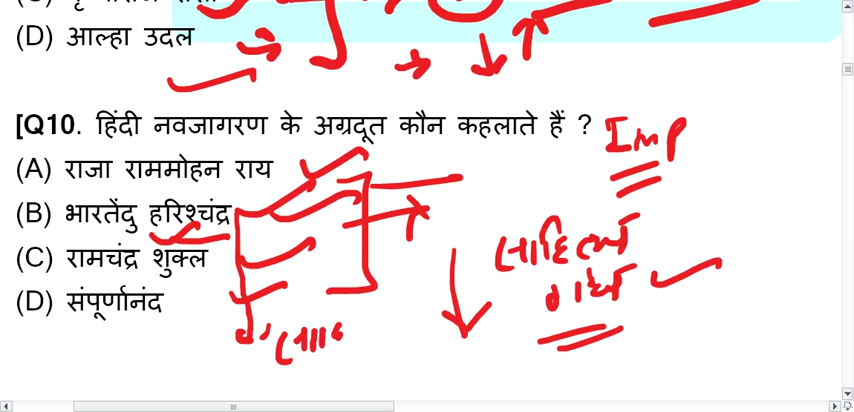 (D) आल्हा उदल
[Q10. हिंदी नवजागरण के अग्रदूत कौन कहलाते हैं ? Imp
(A) राजा राममोहन राय
(B) भारतेंदु हरिश्चंद्र
(C) रामचंद्र शुक्ल
(D) संपूर्णानंद